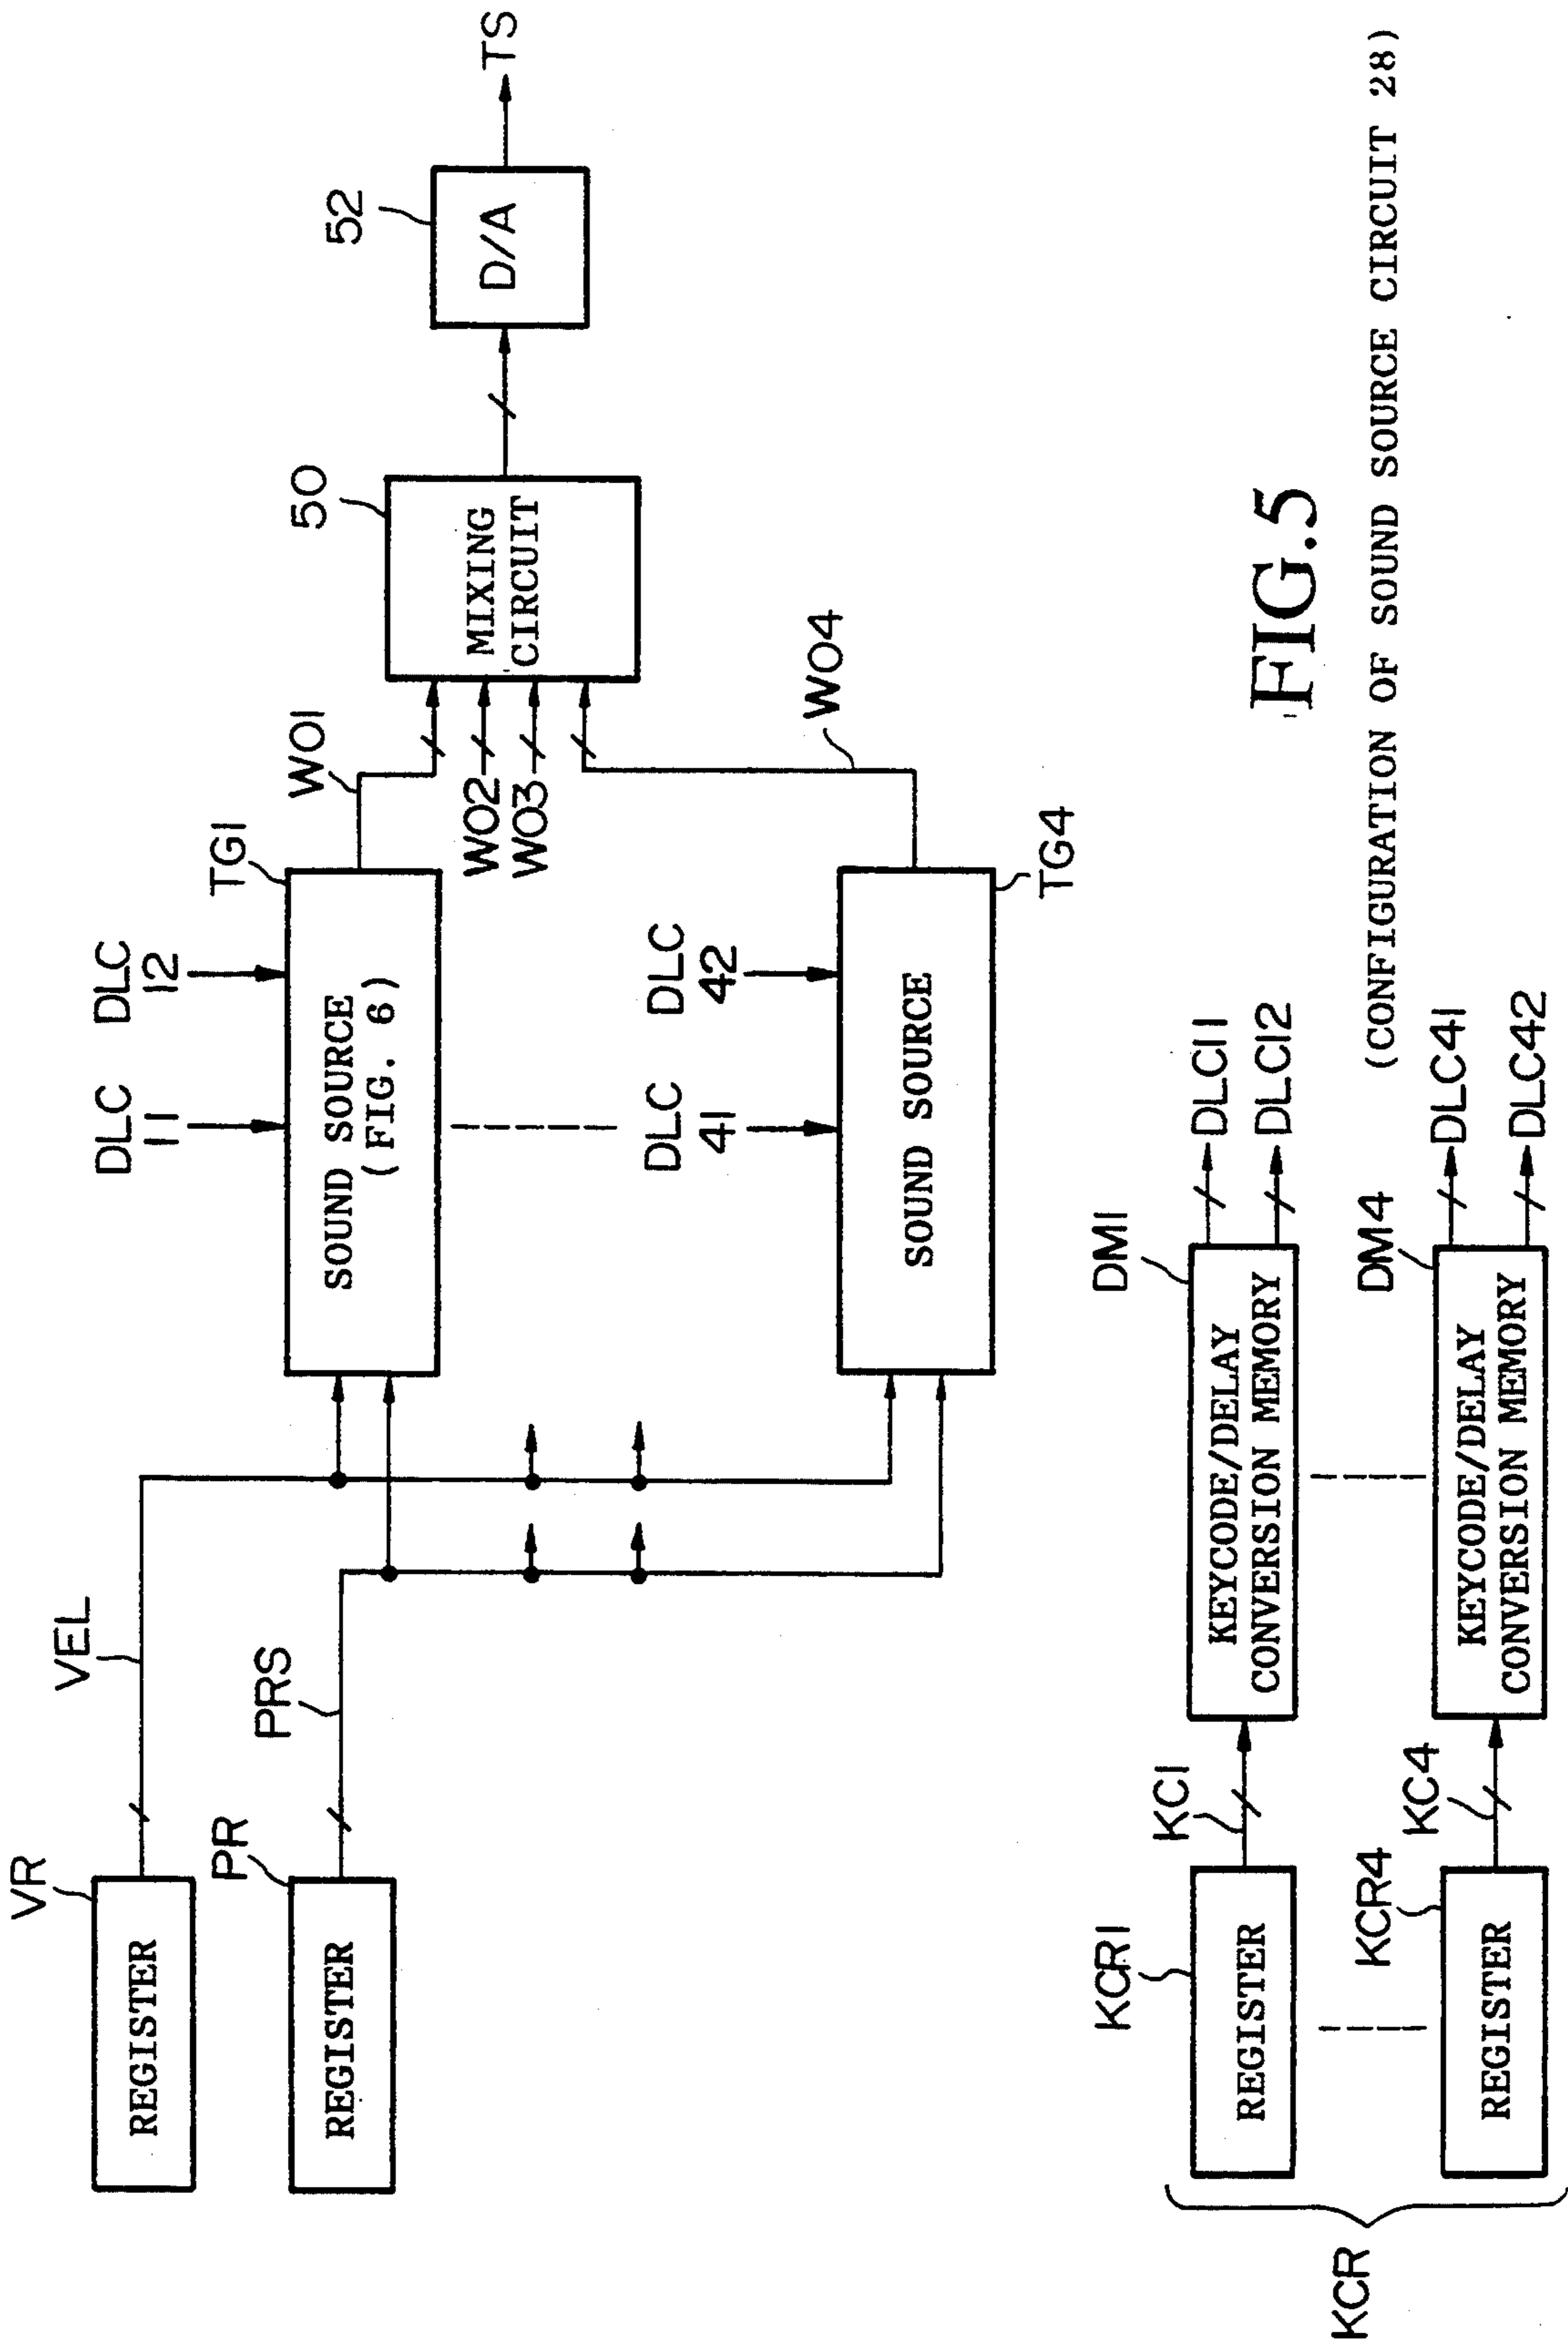 VR
REGISTER
VEL
PR
REGISTER
PRS
DLC
11
DLC
12
TG1
SOUND SOURCE
(FIG. 6)
WO1
WO2
WO3
DLC
41
DLC
42
SOUND SOURCE
TG4
WO4
50
MIXING
CIRCUIT
52
D/A
TS
KCR
KCR1
REGISTER
KC1
DM1
KEYCODE/DELAY
CONVERSION MEMORY
DLC11
DLC12
KCR4
REGISTER
KC4
DM4
KEYCODE/DELAY
CONVERSION MEMORY
DLC41
DLC42
FIG.5
(CONFIGURATION OF SOUND SOURCE CIRCUIT 28)